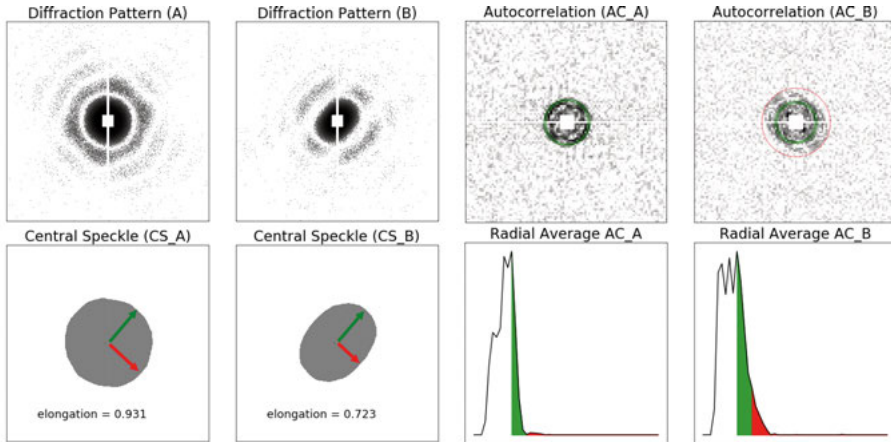 Diffraction Pattern (A)
Diffraction Pattern (B)
Autocorrelation (AC_A)
Autocorrelation (AC_B)
Central Speckle (CS_A)
Central Speckle (CS_B)
Radial Average AC_A
Radial Average AC_B
elongation = 0.931
elongation = 0.723